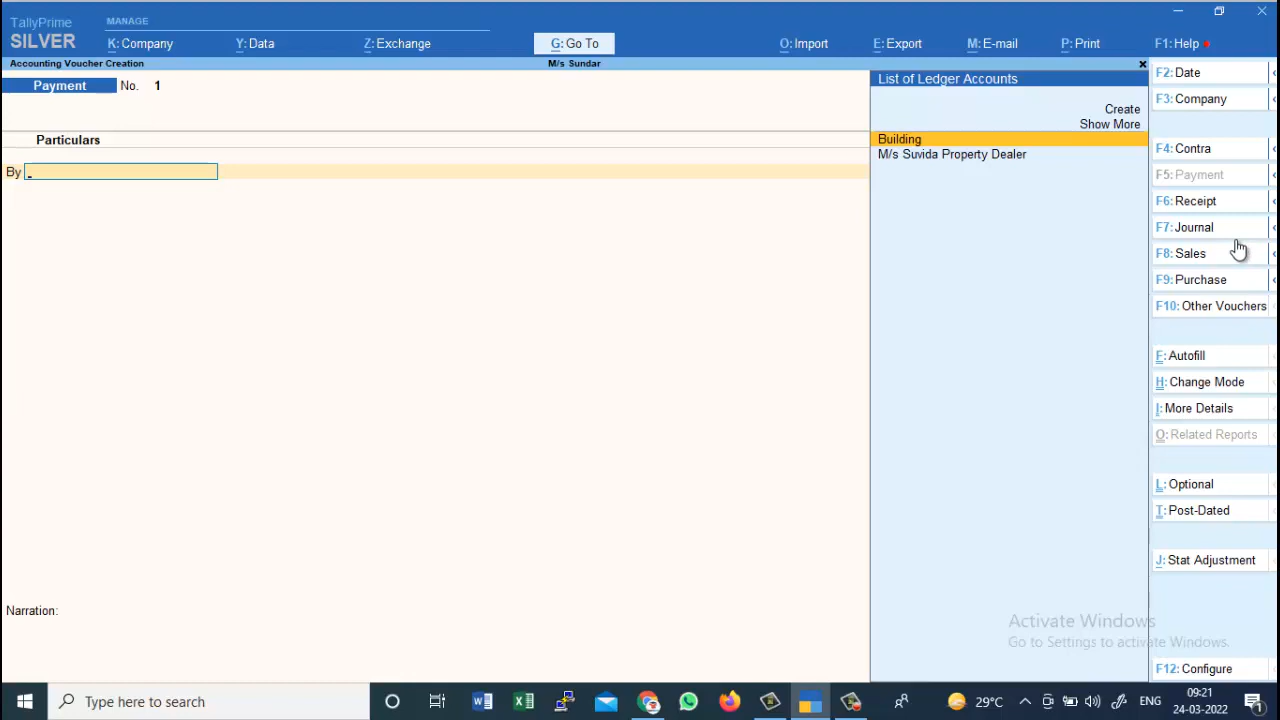 TallyPrime
SILVER
MANAGE
K: Company
Y: Data
Z: Exchange
G: Go To
O: Import
E: Export
M: E-mail
P: Print
F1: Help
Accounting Voucher Creation
M/s Sundar
Payment No. 1
Particulars
By
Narration:
List of Ledger Accounts
Create
Show More
Building
M/s Suvida Property Dealer
F2: Date
F3: Company
F4: Contra
F5: Payment
F6: Receipt
F7: Journal
F8: Sales
F9: Purchase
F10: Other Vouchers
F: Autofill
H: Change Mode
I: More Details
O: Related Reports
L: Optional
T: Post-Dated
J: Stat Adjustment
F12: Configure
Activate Windows
Go to Settings to activate Windows.
Type here to search
29°C
ENG
09:21
24-03-2022
1